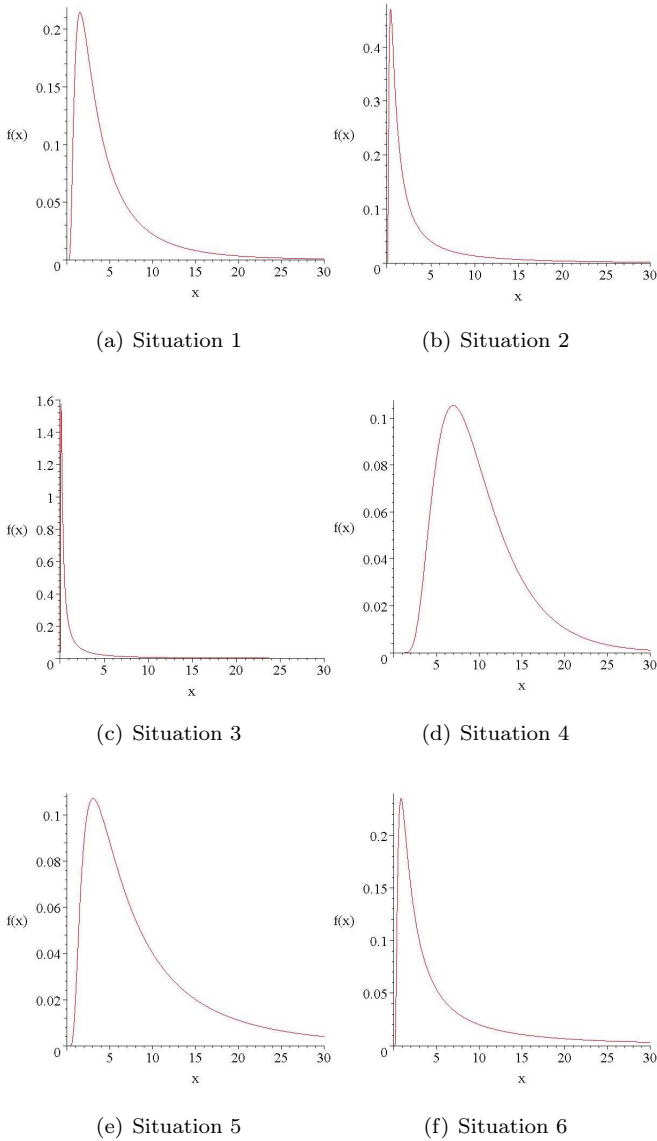 0.2
0.15
f(x)
0.1
0.05
0
5 10 15 20 25 30
x
(a) Situation 1
0.4
0.3
f(x)
0.2
0.1
0
5 10 15 20 25 30
x
(b) Situation 2
1.6
1.4
1.2
1
f(x) 0.8
0.6
0.4
0.2
0
5 10 15 20 25 30
x
(c) Situation 3
0.1
0.08
0.06
f(x)
0.04
0.02
0
5 10 15 20 25 30
x
(d) Situation 4
0.1
0.08
0.06
f(x)
0.04
0.02
0
5 10 15 20 25 30
x
(e) Situation 5
0.2
0.15
f(x)
0.1
0.05
0
5 10 15 20 25 30
x
(f) Situation 6